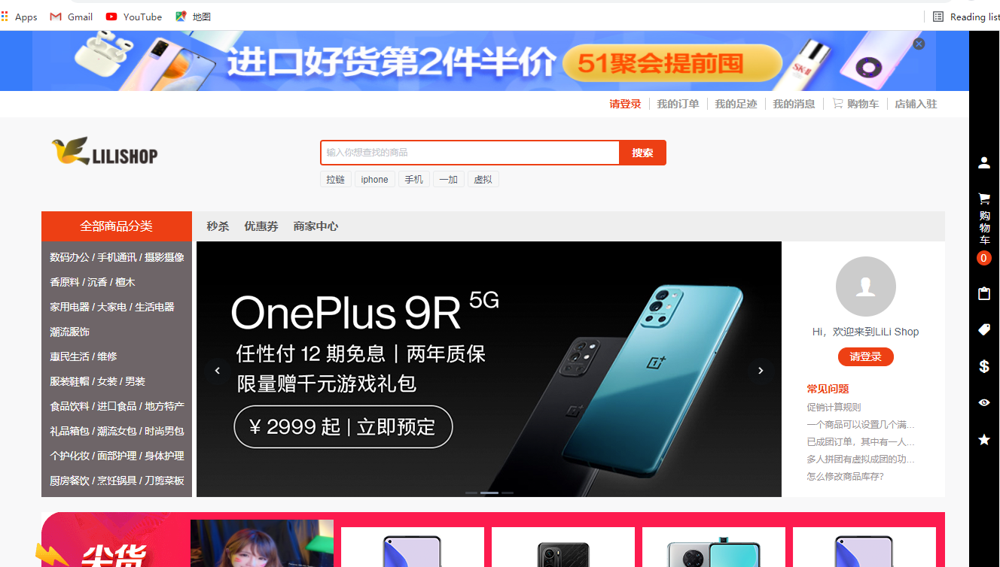 Apps Gmail YouTube 地图 Reading list
进口好货第2件半价 51聚会提前囤
SK-II
请登录 我的订单 我的足迹 我的消息 购物车 店铺入驻
LILISHOP
输入你想查找的商品 搜索
拉链 iphone 手机 一加 虚拟
全部商品分类 秒杀 优惠券 商家中心
数码办公 / 手机通讯 / 摄影摄像
香原料 / 沉香 / 檀木
家用电器 / 大家电 / 生活电器
潮流服饰
惠民生活 / 维修
服装鞋帽 / 女装 / 男装
食品饮料 / 进口食品 / 地方特产
礼品箱包 / 潮流女包 / 时尚男包
个护化妆 / 面部护理 / 身体护理
厨房餐饮 / 烹饪锅具 / 刀剪菜板
OnePlus 9R 5G
任性付 12 期免息｜两年质保
限量赠千元游戏礼包
¥ 2999 起 | 立即预定
Hi，欢迎来到LiLi Shop
请登录
常见问题
促销计算规则
一个商品可以设置几个满...
已成团订单，其中有一人...
多人拼团有虚拟成团的功...
怎么修改商品库存?
购物车
0
尖货